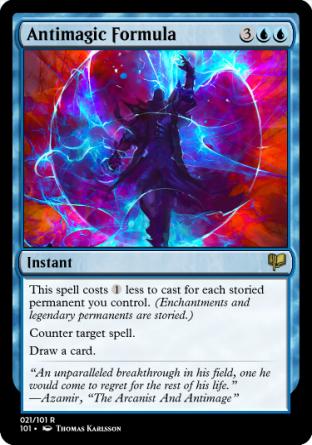 Antimagic Formula 3
Instant
This spell costs 1 less to cast for each storied
permanent you control. (Enchantments and
legendary permanents are storied.)
Counter target spell.
Draw a card.
“An unparalleled breakthrough in his field, one he
would come to regret for the rest of his life.”
—Azamir, “The Arcanist And Antimage”
021/101 R
101 • Thomas Karlsson